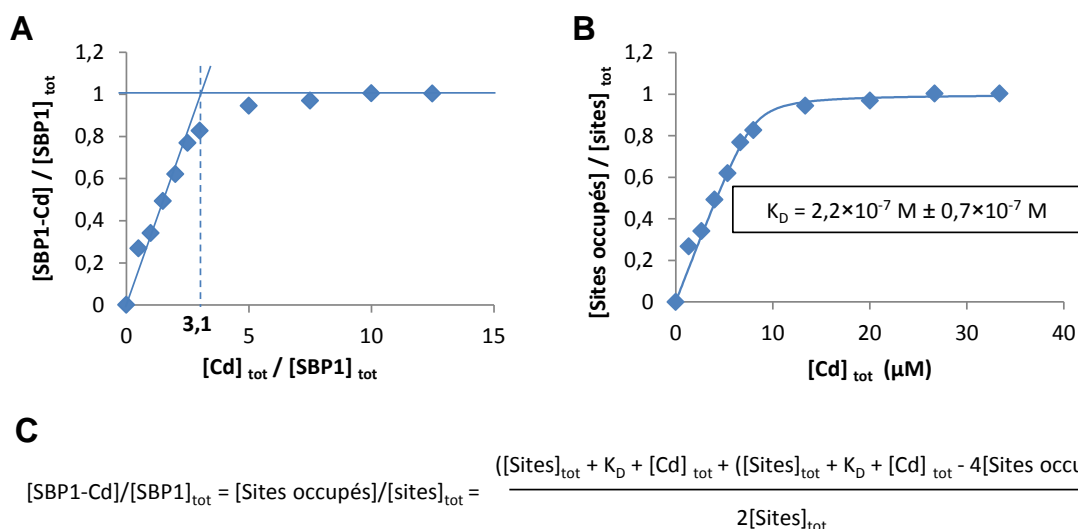 A
B
1,2
1
0,8
0,6
0,4
0,2
0
[SBP1-Cd] / [SBP1] tot
0 5 10 15
3,1
[Cd] tot / [SBP1] tot
1,2
1
0,8
0,6
0,4
0,2
0
[Sites occupés] / [sites] tot
K_D = 2,2×10⁻⁷ M ± 0,7×10⁻⁷ M
0 10 20 30 40
[Cd] tot (µM)
C
([Sites]tot + K_D + [Cd] tot + ([Sites]tot + K_D + [Cd] tot - 4[Sites occu
[SBP1-Cd]/[SBP1]tot = [Sites occupés]/[sites]tot =
2[Sites]tot